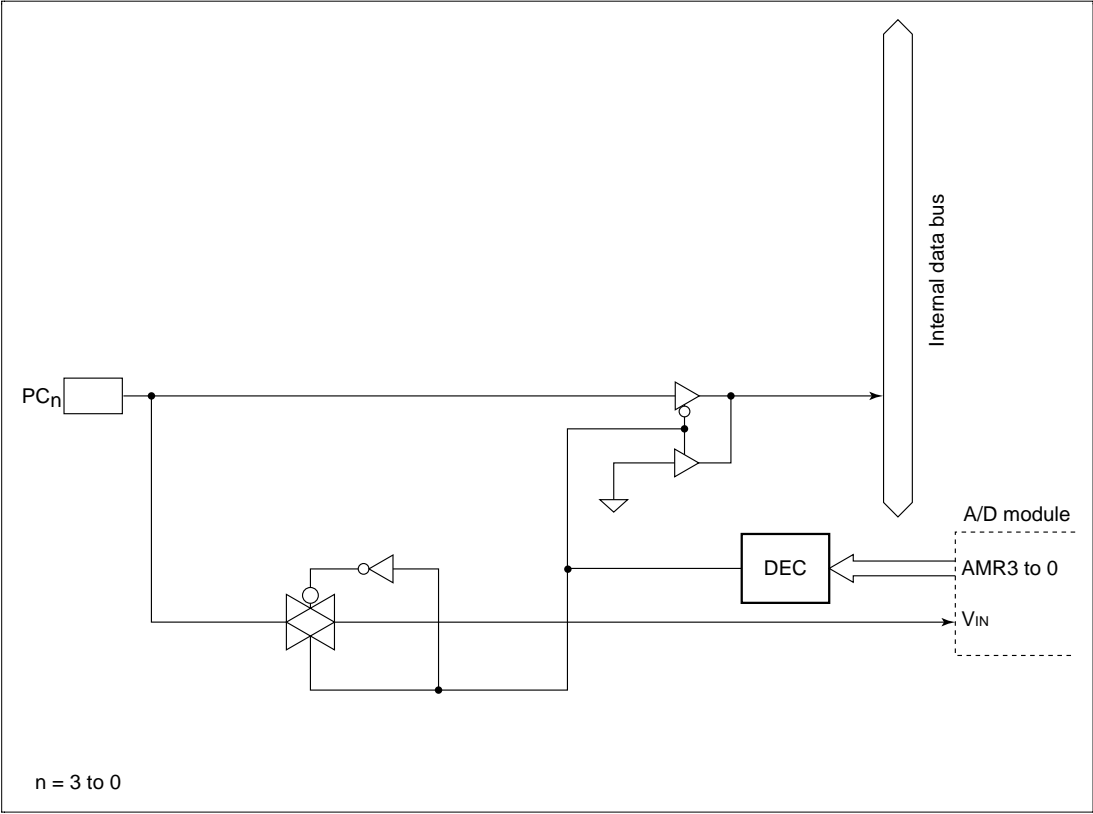 Internal data bus
PCn
A/D module
DEC
AMR3 to 0
VIN
n = 3 to 0